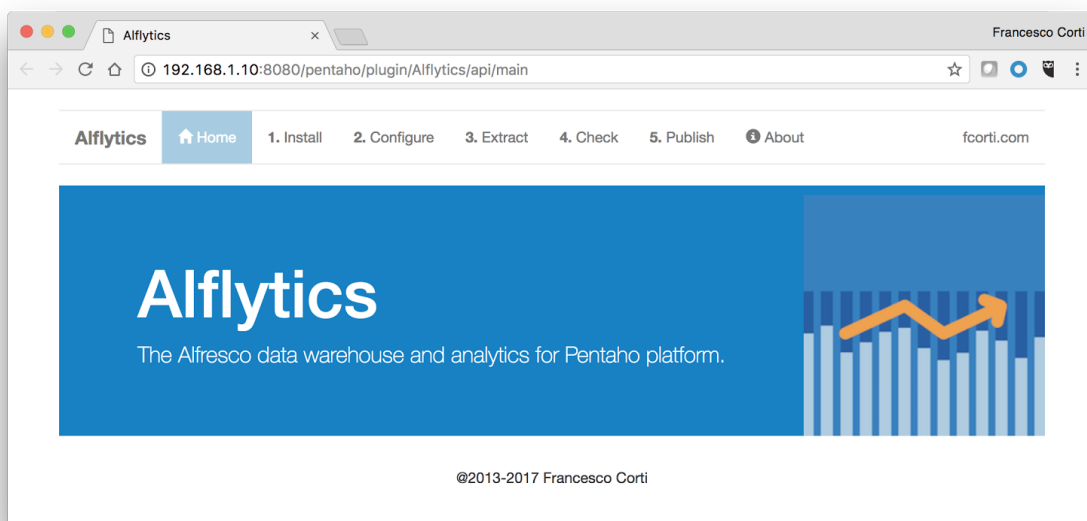 Alflytics
Francesco Corti
192.168.1.10:8080/pentaho/plugin/Alflytics/api/main
Alflytics Home 1. Install 2. Configure 3. Extract 4. Check 5. Publish About fcorti.com
Alflytics
The Alfresco data warehouse and analytics for Pentaho platform.
@2013-2017 Francesco Corti